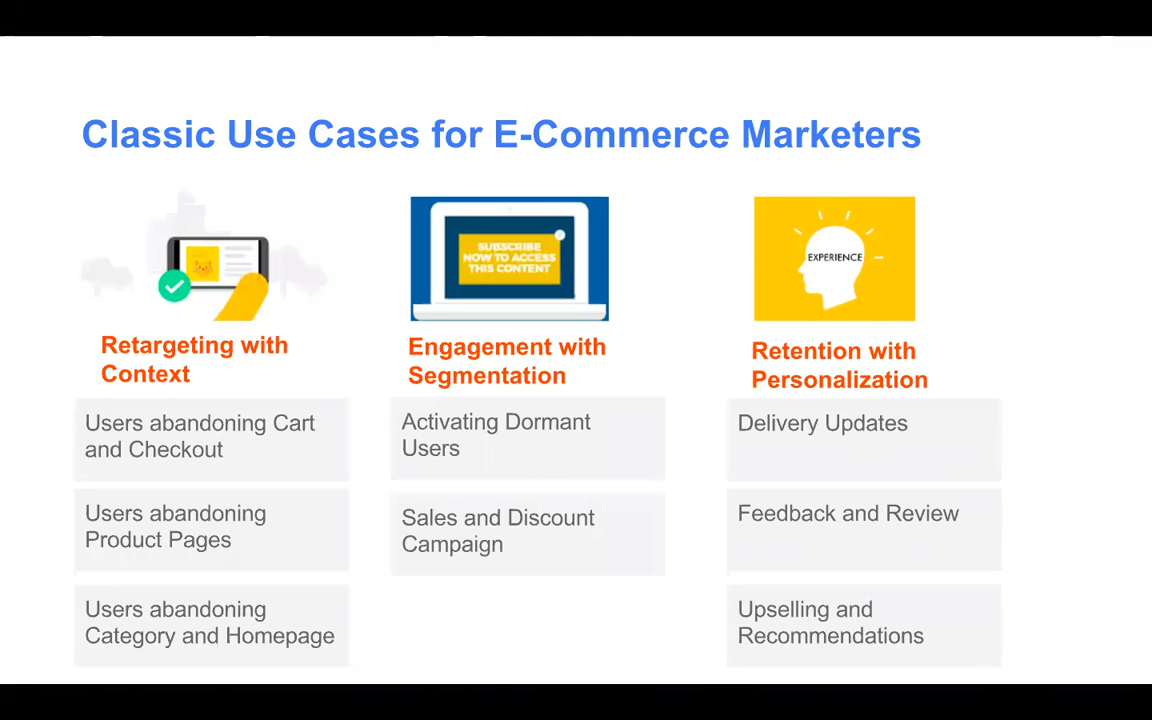 Classic Use Cases for E-Commerce Marketers
SUBSCRIBE
NOW TO ACCESS
THIS CONTENT
EXPERIENCE
Retargeting with
Context
Users abandoning Cart
and Checkout
Users abandoning
Product Pages
Users abandoning
Category and Homepage
Engagement with
Segmentation
Activating Dormant
Users
Sales and Discount
Campaign
Retention with
Personalization
Delivery Updates
Feedback and Review
Upselling and
Recommendations